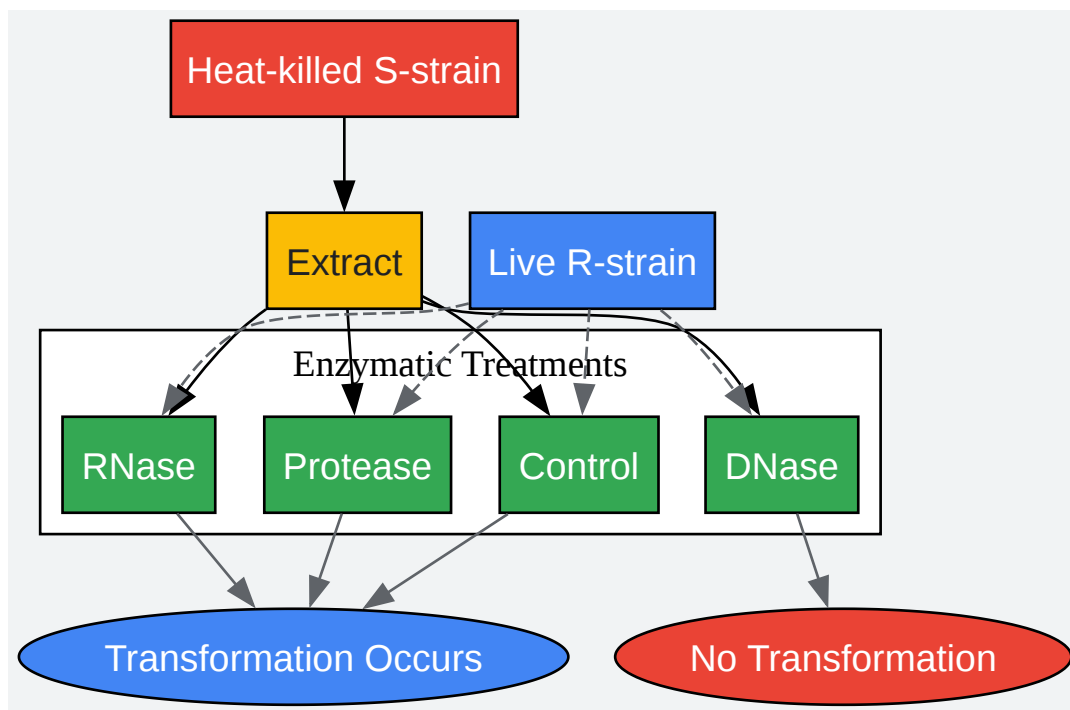 Heat-killed S-strain
Extract
Live R-strain
Enzymatic Treatments
RNase
Protease
Control
DNase
Transformation Occurs
No Transformation